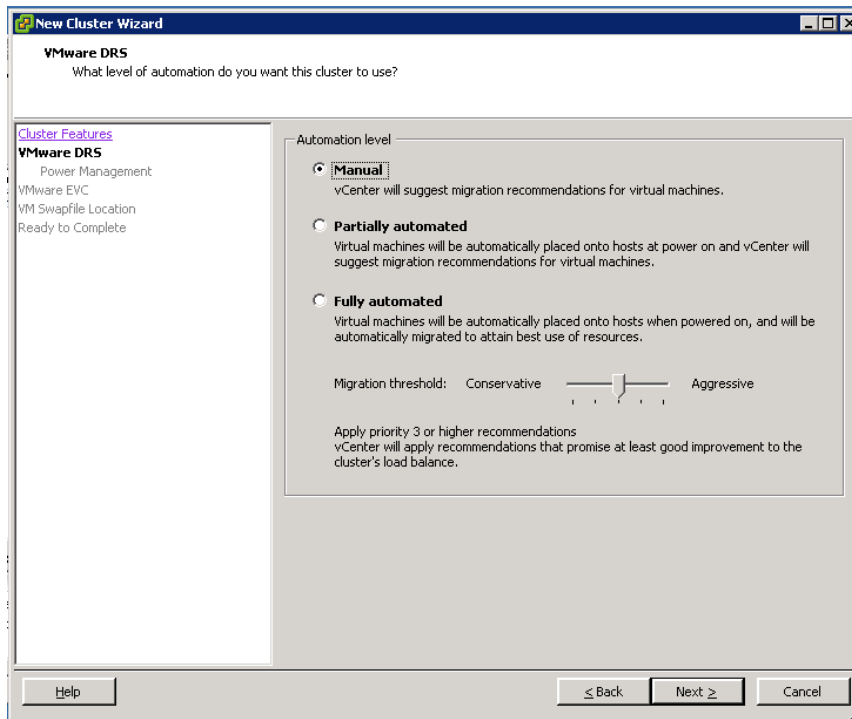 New Cluster Wizard
VMware DRS
What level of automation do you want this cluster to use?
Cluster Features
VMware DRS
Power Management
VMware EVC
VM Swapfile Location
Ready to Complete
Automation level
Manual
vCenter will suggest migration recommendations for virtual machines.
Partially automated
Virtual machines will be automatically placed onto hosts at power on and vCenter will
suggest migration recommendations for virtual machines.
Fully automated
Virtual machines will be automatically placed onto hosts when powered on, and will be
automatically migrated to attain best use of resources.
Migration threshold: Conservative Aggressive
Apply priority 3 or higher recommendations
vCenter will apply recommendations that promise at least good improvement to the
cluster's load balance.
Help ≤ Back Next ≥ Cancel